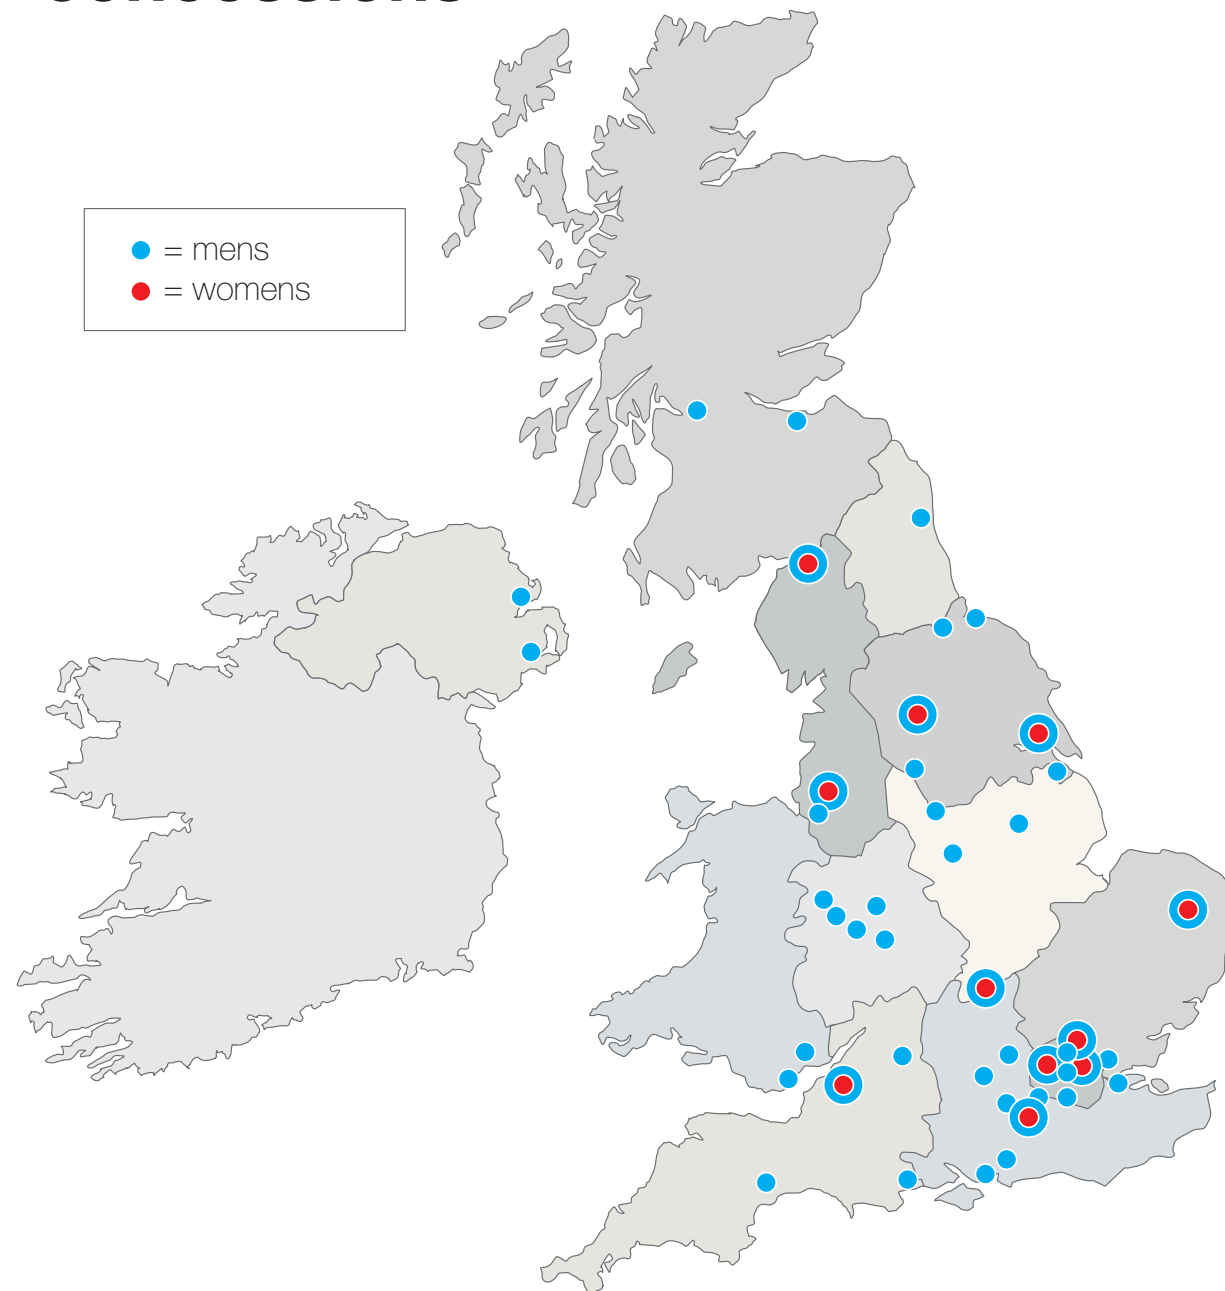 = mens
= womens